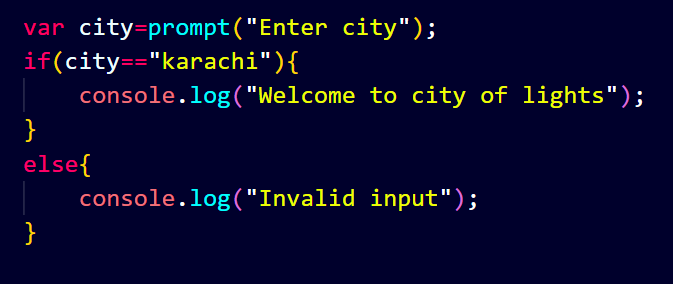 var city=prompt("Enter city");
if(city=="karachi"){
    console.log("Welcome to city of lights");
}
else{
    console.log("Invalid input");
}